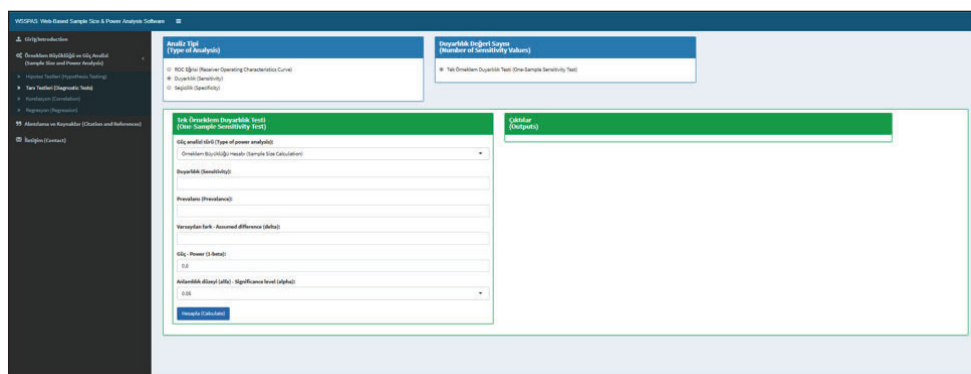 WSSPAS: Web-Based Sample Size & Power Analysis Software
Giriş/Introduction
Örneklem Büyüklüğü ve Güç Analizi
(Sample Size and Power Analysis)
Hipotez Testleri (Hypothesis Testing)
Tanı Testleri (Diagnostic Tests)
Korelasyon (Correlation)
Regresyon (Regression)
Alıntılama ve Kaynaklar (Citation and References)
İletişim (Contact)
Analiz Tipi
(Type of Analysis)
ROC Eğrisi (Receiver Operating Characteristics Curve)
Duyarlılık (Sensitivity)
Seçicilik (Specificity)
Duyarlılık Değeri Sayısı
(Number of Sensitivity Values)
Tek Örneklem Duyarlılık Testi (One-Sample Sensitivity Test)
Tek Örneklem Duyarlılık Testi
(One-Sample Sensitivity Test)
Güç analizi türü (Type of power analysis):
Örneklem Büyüklüğü Hesabı (Sample Size Calculation)
Duyarlılık (Sensitivity):
Prevalans (Prevalance):
Varsayılan fark - Assumed difference (delta):
Güç - Power (1-beta):
0.8
Anlamlılık düzeyi (alfa) - Significance level (alpha):
0.05
Hesapla (Calculate)
Çıktılar
(Outputs)